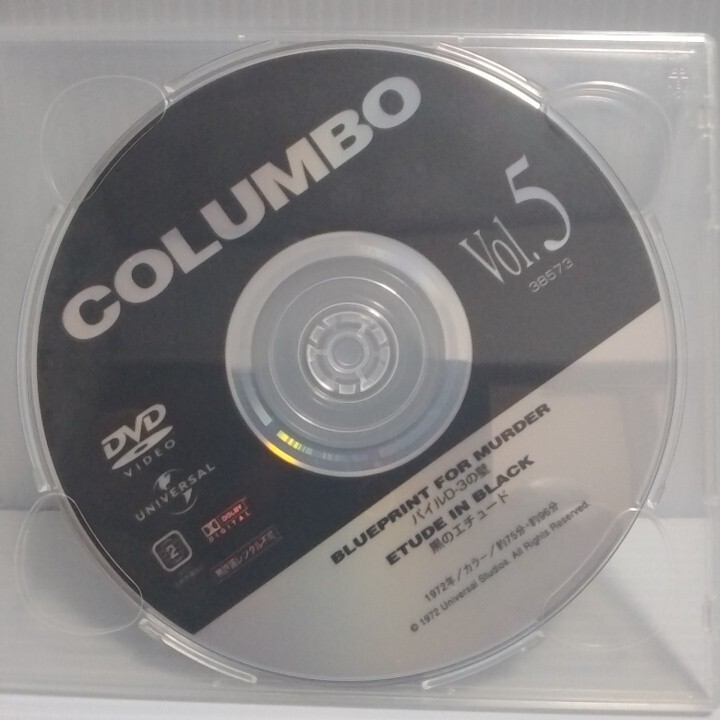 COLUMBO
Vol.5
38573
DVD
VIDEO
UNIVERSAL
DOLBY
DIGITAL
2
BLUEPRINT FOR MURDER
パイルD-3の壁
ETUDE IN BLACK
黒のエチュード
1972年/カラー/約75分・約96分
© 1972 Universal Studios. All Rights Reserved.